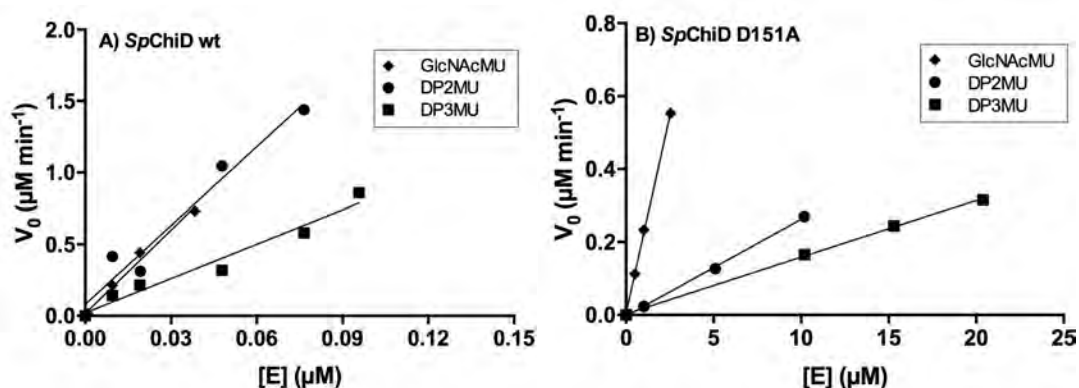 A) SpChiD wt
GlcNAcMU
DP2MU
DP3MU
V0 (µM min-1)
2.0
1.5
1.0
0.5
0.0
0.00 0.03 0.06 0.09 0.12 0.15
[E] (µM)
B) SpChiD D151A
GlcNAcMU
DP2MU
DP3MU
V0 (µM min-1)
0.8
0.6
0.4
0.2
0.0
0 5 10 15 20 25
[E] (µM)